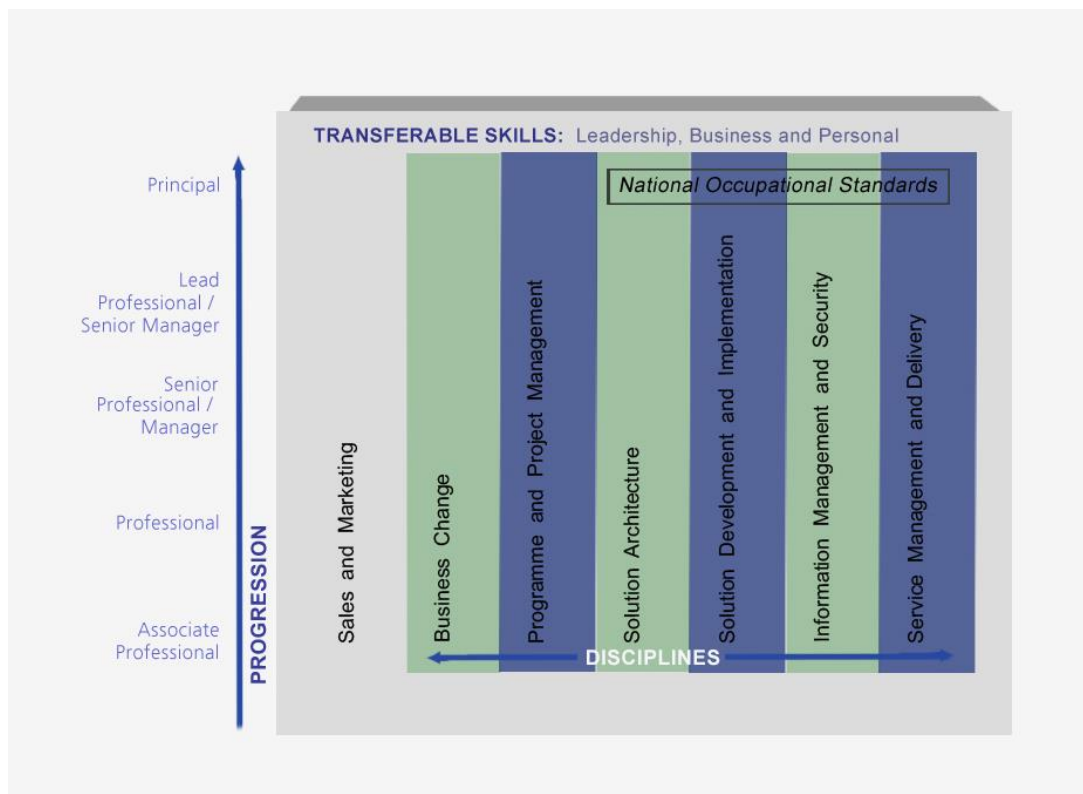 TRANSFERABLE SKILLS: Leadership, Business and Personal
National Occupational Standards
Principal
Lead
Professional /
Senior Manager
Senior
Professional /
Manager
Professional
Associate
Professional
PROGRESSION
Sales and Marketing
Business Change
Programme and Project Management
Solution Architecture
Solution Development and Implementation
Information Management and Security
Service Management and Delivery
DISCIPLINES